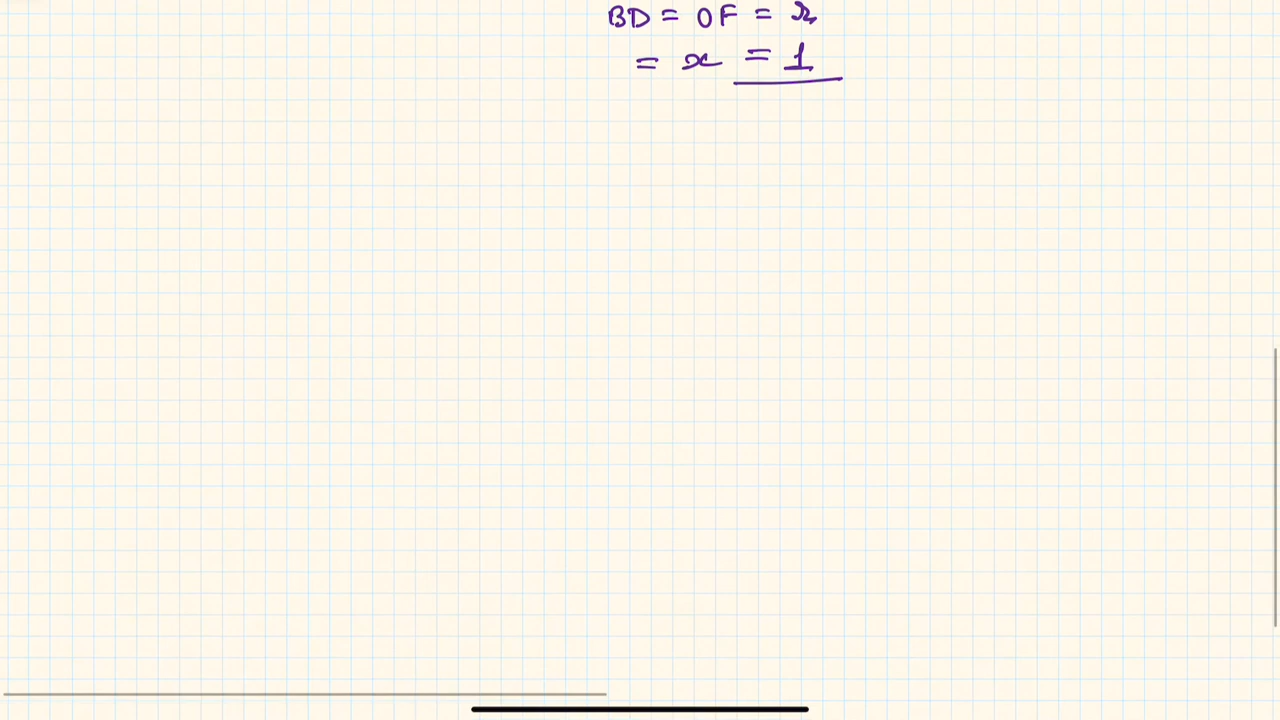 BD = OF = r
= x = 1